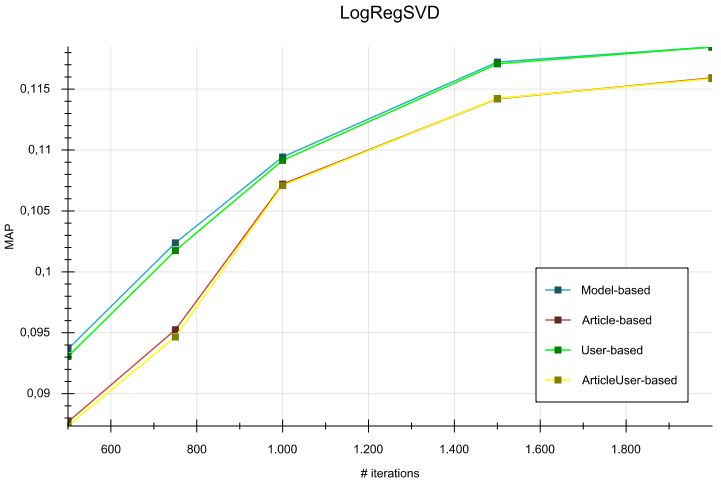 LogRegSVD
0,115
0,11
0,105
0,1
0,095
0,09
MAP
600 800 1.000 1.200 1.400 1.600 1.800
# iterations
Model-based
Article-based
User-based
ArticleUser-based